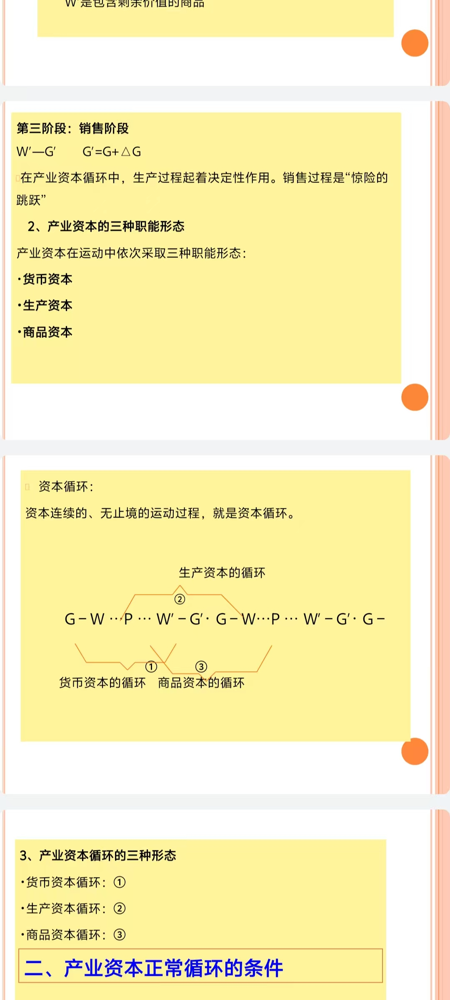 W′是包含剩余价值的商品
第三阶段：销售阶段
W′—G′ G′=G+△G
在产业资本循环中，生产过程起着决定性作用。销售过程是“惊险的
跳跃”
2、产业资本的三种职能形态
产业资本在运动中依次采取三种职能形态：
·货币资本
·生产资本
·商品资本
资本循环：
资本连续的、无止境的运动过程，就是资本循环。
生产资本的循环
②
G－W …P … W′－G′· G－W…P … W′－G′· G－
① ③
货币资本的循环 商品资本的循环
3、产业资本循环的三种形态
·货币资本循环：①
·生产资本循环：②
·商品资本循环：③
二、产业资本正常循环的条件